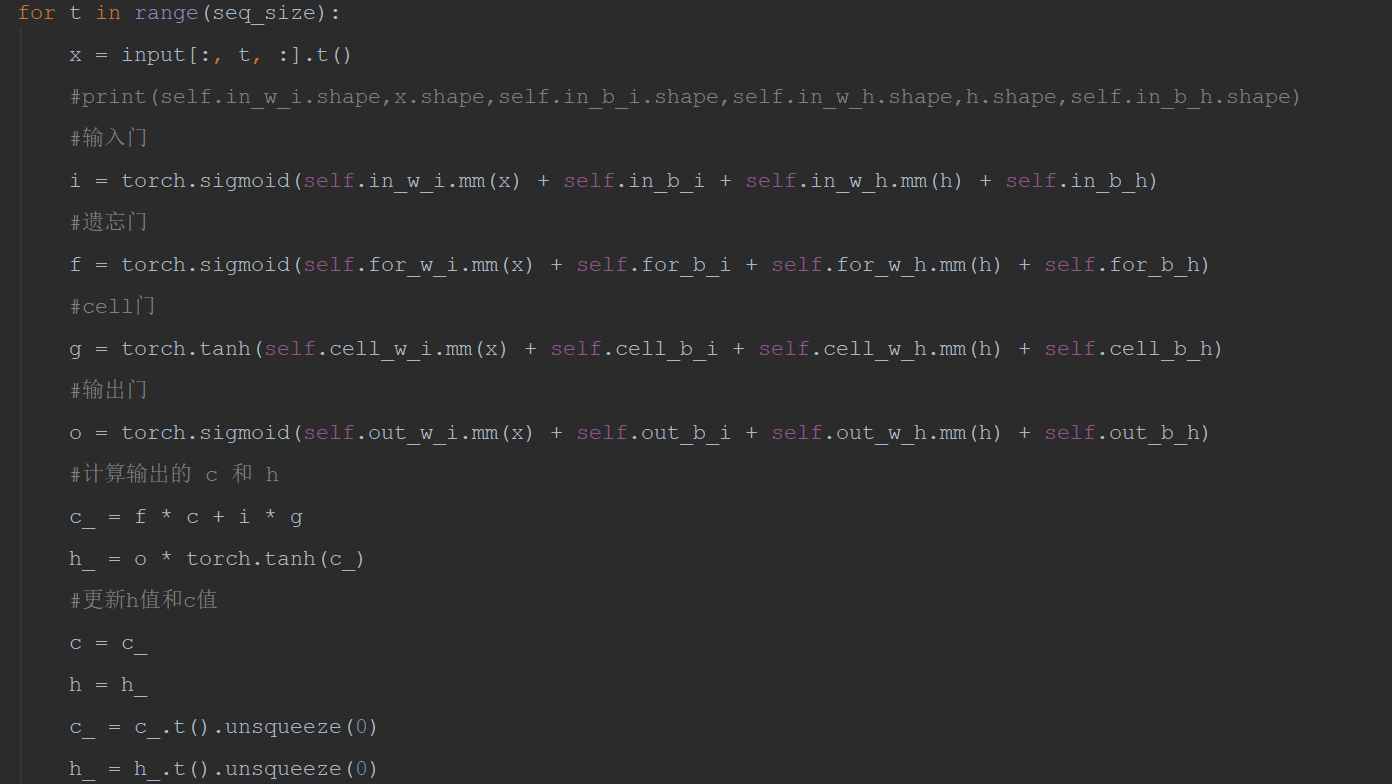 for t in range(seq_size):
x = input[:, t, :].t()
#print(self.in_w_i.shape,x.shape,self.in_b_i.shape,self.in_w_h.shape,h.shape,self.in_b_h.shape)
#输入门
i = torch.sigmoid(self.in_w_i.mm(x) + self.in_b_i + self.in_w_h.mm(h) + self.in_b_h)
#遗忘门
f = torch.sigmoid(self.for_w_i.mm(x) + self.for_b_i + self.for_w_h.mm(h) + self.for_b_h)
#cell门
g = torch.tanh(self.cell_w_i.mm(x) + self.cell_b_i + self.cell_w_h.mm(h) + self.cell_b_h)
#输出门
o = torch.sigmoid(self.out_w_i.mm(x) + self.out_b_i + self.out_w_h.mm(h) + self.out_b_h)
#计算输出的 c 和 h
c_ = f * c + i * g
h_ = o * torch.tanh(c_)
#更新h值和c值
c = c_
h = h_
c_ = c_.t().unsqueeze(0)
h_ = h_.t().unsqueeze(0)